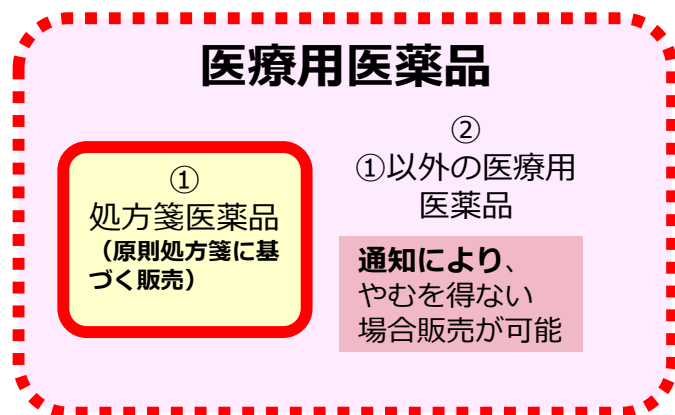 医療用医薬品
①
処方箋医薬品
（原則処方箋に基
づく販売）
②
①以外の医療用
医薬品
通知により、
やむを得ない
場合販売が可能